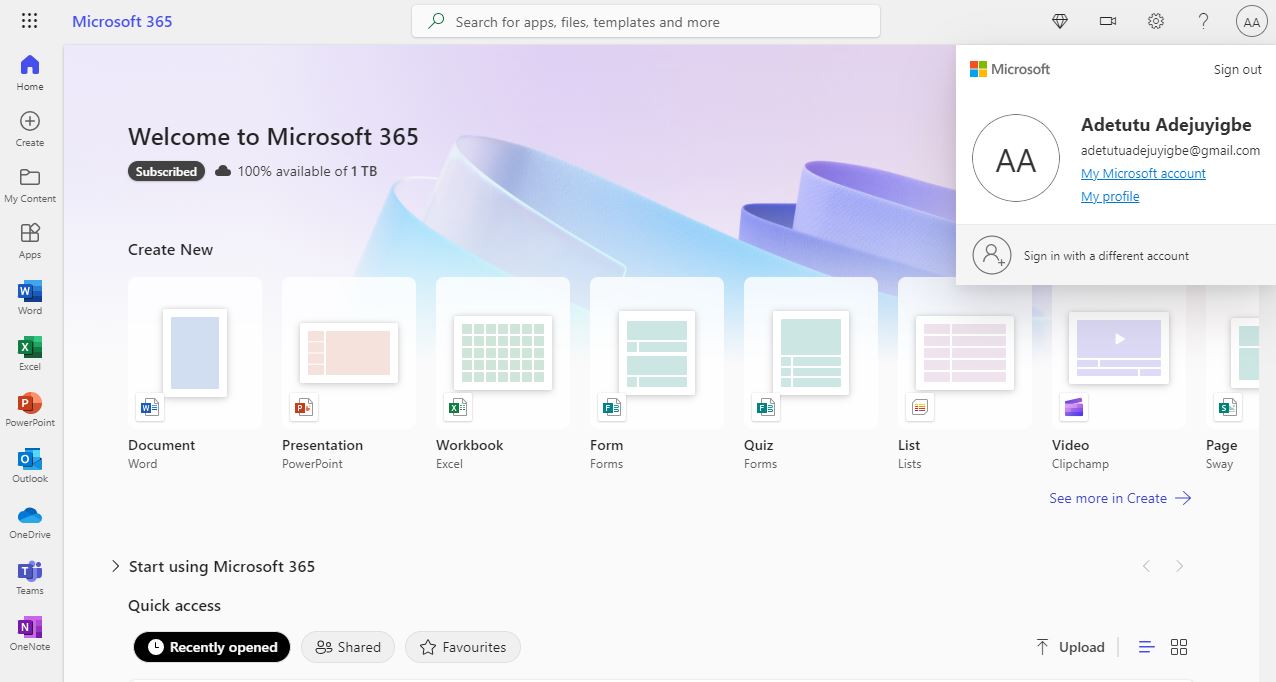 Microsoft 365
Search for apps, files, templates and more
?
AA
Home
Create
My Content
Apps
Word
Excel
PowerPoint
Outlook
OneDrive
Teams
OneNote
Microsoft
Sign out
AA
Adetutu Adejuyigbe
adetutuadejuyigbe@gmail.com
My Microsoft account
My profile
Sign in with a different account
Welcome to Microsoft 365
Subscribed 100% available of 1 TB
Create New
Document
Word
Presentation
PowerPoint
Workbook
Excel
Form
Forms
Quiz
Forms
List
Lists
Video
Clipchamp
Page
Sway
See more in Create
Start using Microsoft 365
Quick access
Recently opened Shared Favourites Upload